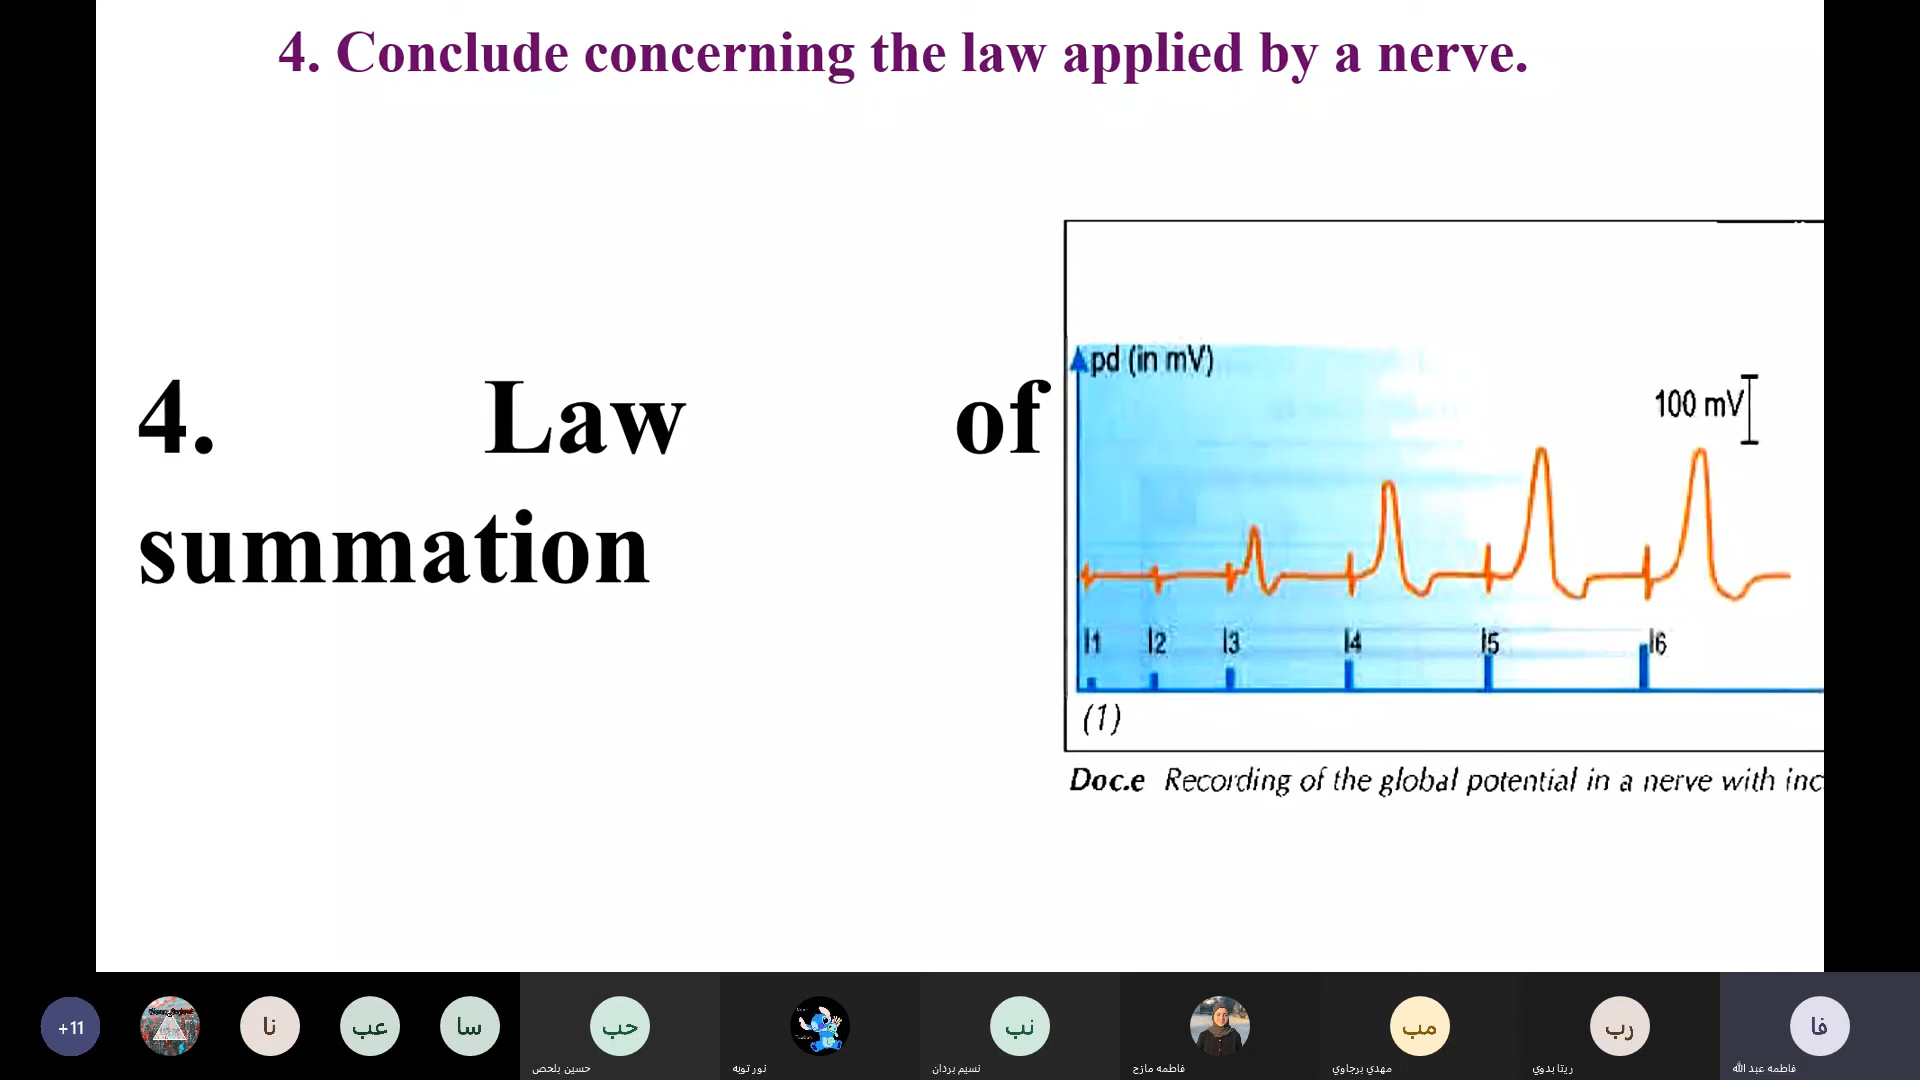 4. Conclude concerning the law applied by a nerve.
4. Law of
summation
pd (in mV)
100 mV
I1 I2 I3 I4 I5 I6
(1)
Doc.e Recording of the global potential in a nerve with inc
+11
نا
عب
سا
حب
نب
مب
رب
فا
حسين بلحص
نور توبه
نسيم بردان
فاطمه مازح
مهدي برجاوي
ريتا بدوي
فاطمه عبد الله